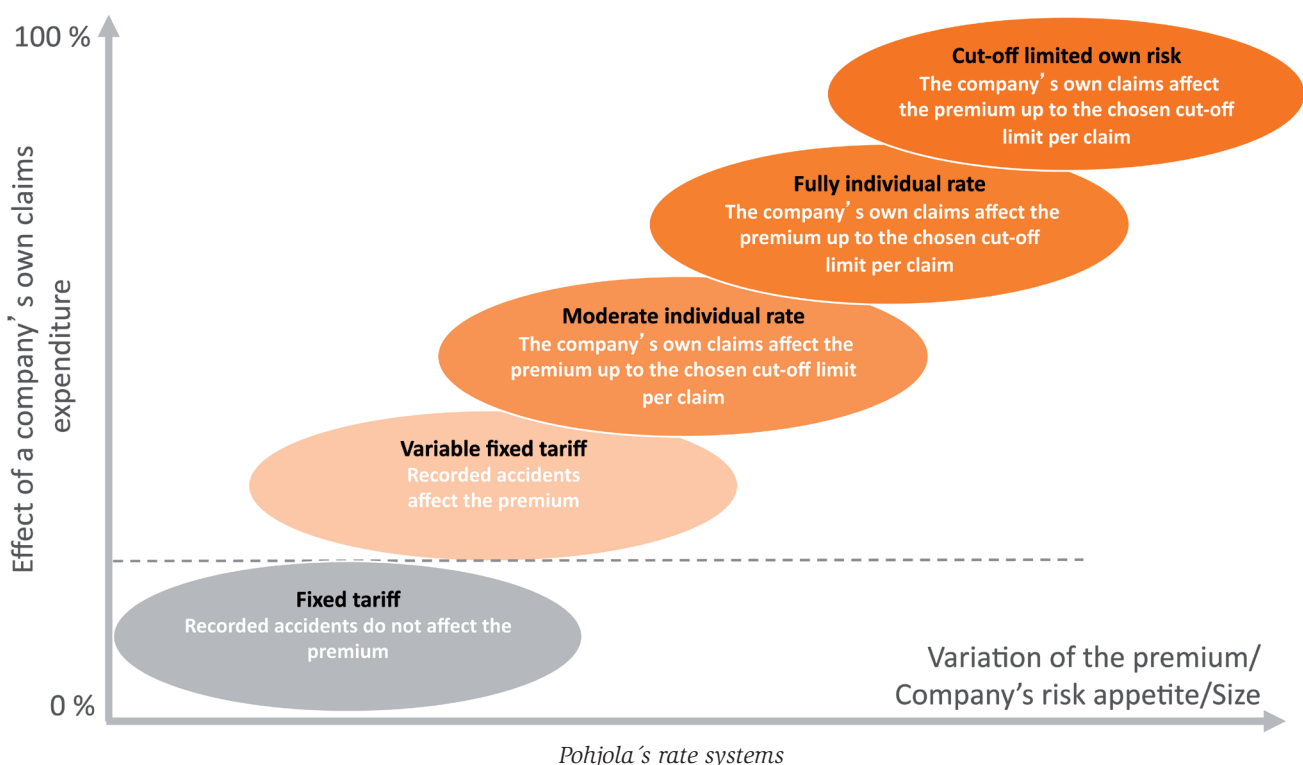 100 %
Effect of a company’ s own claims
expenditure
Cut-off limited own risk
The company’ s own claims affect
the premium up to the chosen cut-off
limit per claim
Fully individual rate
The company’ s own claims affect the
premium up to the chosen cut-off
limit per claim
Moderate individual rate
The company’ s own claims affect the
premium up to the chosen cut-off limit
per claim
Variable fixed tariff
Recorded accidents
affect the premium
Fixed tariff
Recorded accidents do not affect the
premium
0 %
Variation of the premium/
Company’s risk appetite/Size
Pohjola´s rate systems